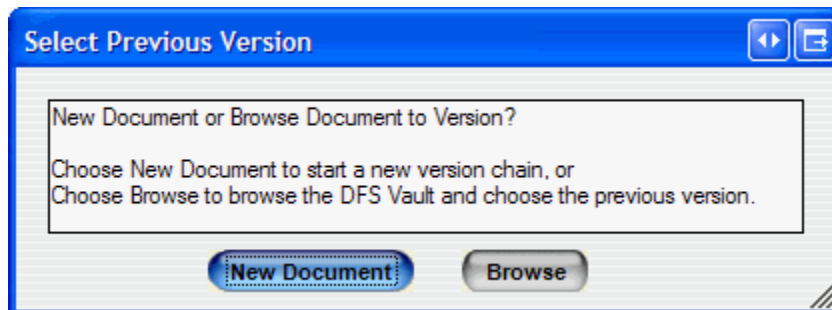 Select Previous Version
New Document or Browse Document to Version?
Choose New Document to start a new version chain, or
Choose Browse to browse the DFS Vault and choose the previous version.
New Document
Browse